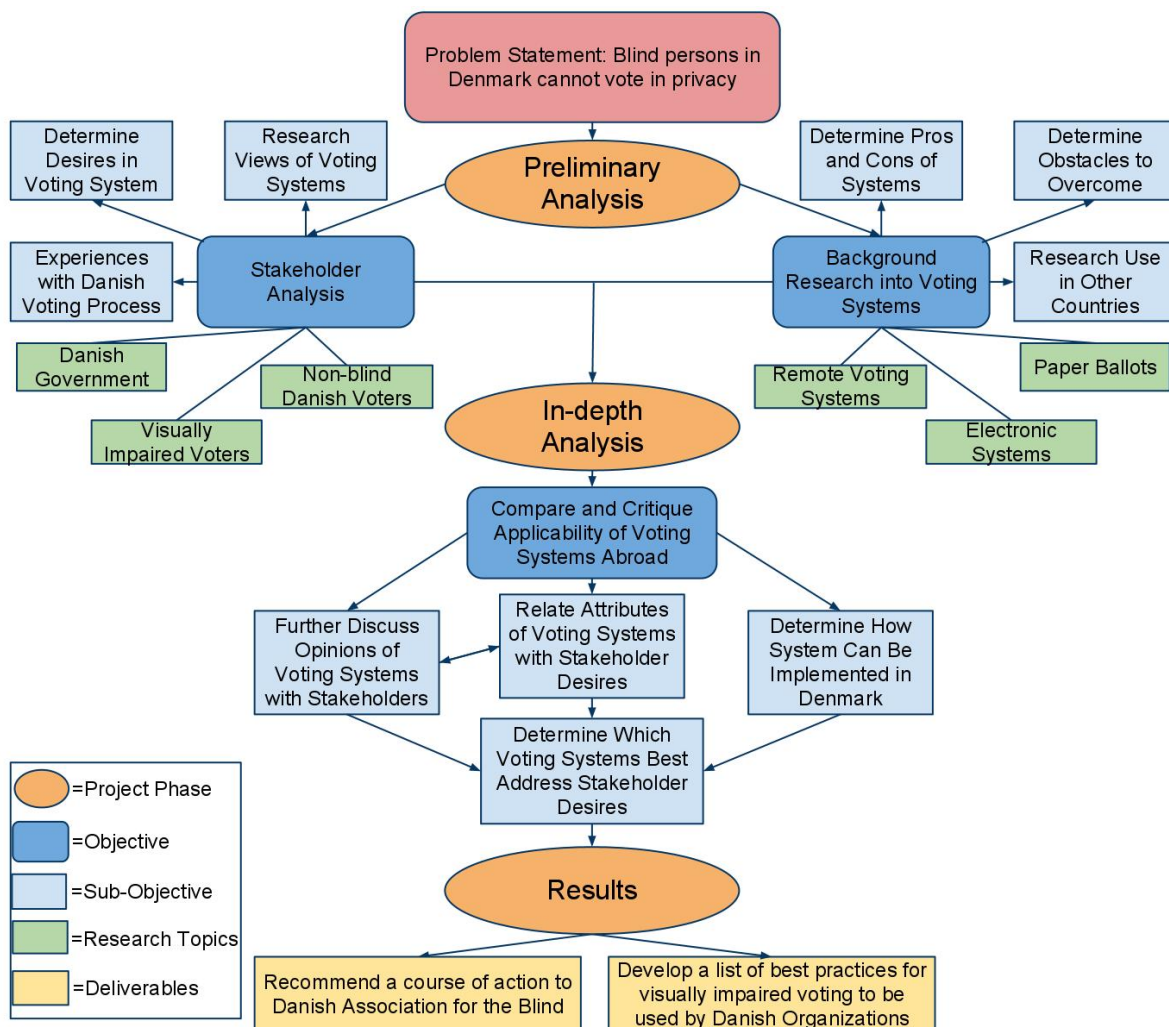 Problem Statement: Blind persons in
Denmark cannot vote in privacy
Determine
Desires in
Voting System
Research
Views of Voting
Systems
Preliminary
Analysis
Determine Pros
and Cons of
Systems
Determine
Obstacles to
Overcome
Experiences
with Danish
Voting Process
Stakeholder
Analysis
Background
Research into Voting
Systems
Research Use
in Other
Countries
Danish
Government
Non-blind
Danish Voters
Visually
Impaired Voters
Remote Voting
Systems
Paper Ballots
Electronic
Systems
In-depth
Analysis
Compare and Critique
Applicability of Voting
Systems Abroad
Further Discuss
Opinions of
Voting Systems
with Stakeholders
Relate Attributes
of Voting Systems
with Stakeholder
Desires
Determine How
System Can Be
Implemented in
Denmark
Determine Which
Voting Systems Best
Address Stakeholder
Desires
=Project Phase
=Objective
=Sub-Objective
=Research Topics
=Deliverables
Results
Recommend a course of action to
Danish Association for the Blind
Develop a list of best practices for
visually impaired voting to be
used by Danish Organizations